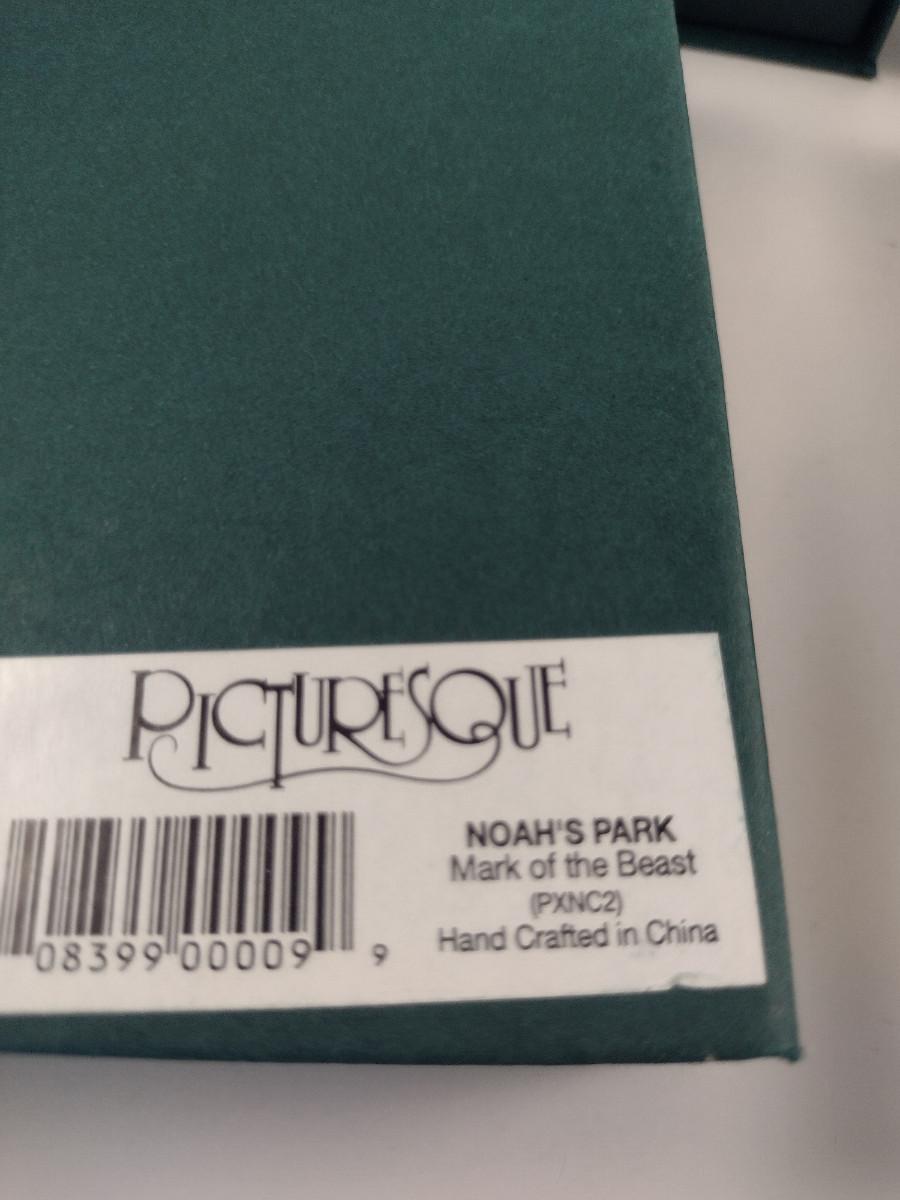 PICTURESQUE
NOAH'S PARK
Mark of the Beast
(PXNC2)
Hand Crafted in China
08399 00009 9